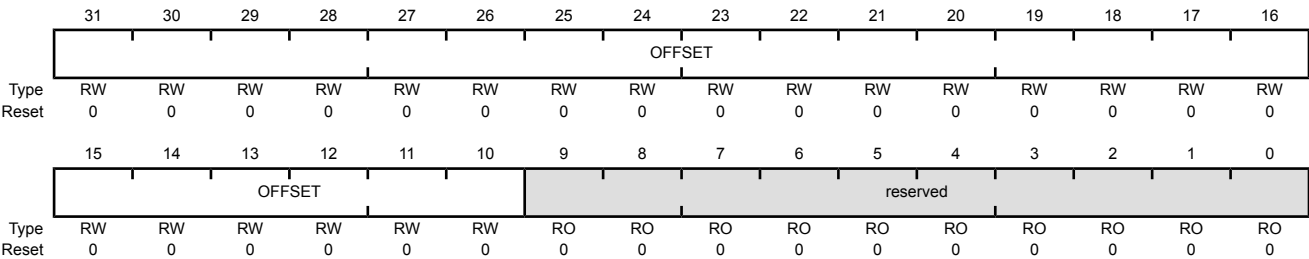 31 30 29 28 27 26 25 24 23 22 21 20 19 18 17 16
OFFSET
Type RW RW RW RW RW RW RW RW RW RW RW RW RW RW RW RW
Reset 0 0 0 0 0 0 0 0 0 0 0 0 0 0 0 0
15 14 13 12 11 10 9 8 7 6 5 4 3 2 1 0
OFFSET reserved
Type RW RW RW RW RW RW RO RO RO RO RO RO RO RO RO RO
Reset 0 0 0 0 0 0 0 0 0 0 0 0 0 0 0 0